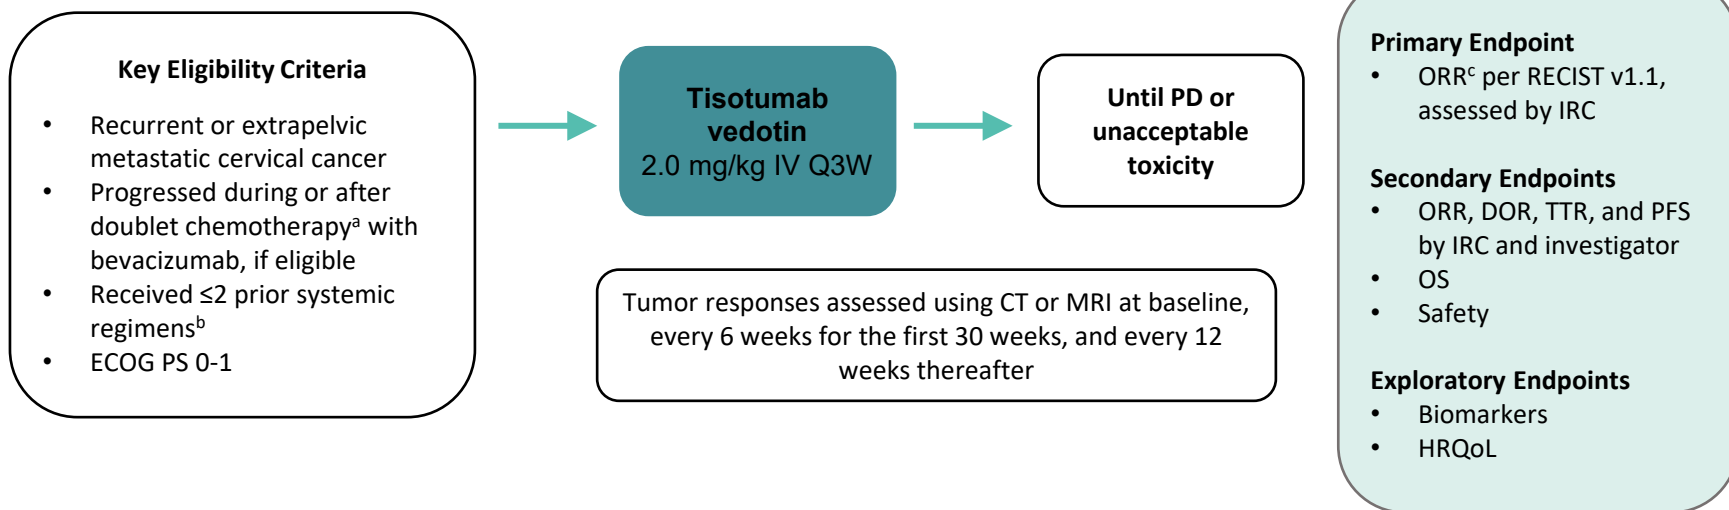 Key Eligibility Criteria
• Recurrent or extrapelvic
metastatic cervical cancer
• Progressed during or after
doublet chemotherapyᵃ with
bevacizumab, if eligible
• Received ≤2 prior systemic
regimensᵇ
• ECOG PS 0-1
Tisotumab
vedotin
2.0 mg/kg IV Q3W
Until PD or
unacceptable
toxicity
Tumor responses assessed using CT or MRI at baseline,
every 6 weeks for the first 30 weeks, and every 12
weeks thereafter
Primary Endpoint
• ORRᶜ per RECIST v1.1,
assessed by IRC
Secondary Endpoints
• ORR, DOR, TTR, and PFS
by IRC and investigator
• OS
• Safety
Exploratory Endpoints
• Biomarkers
• HRQoL